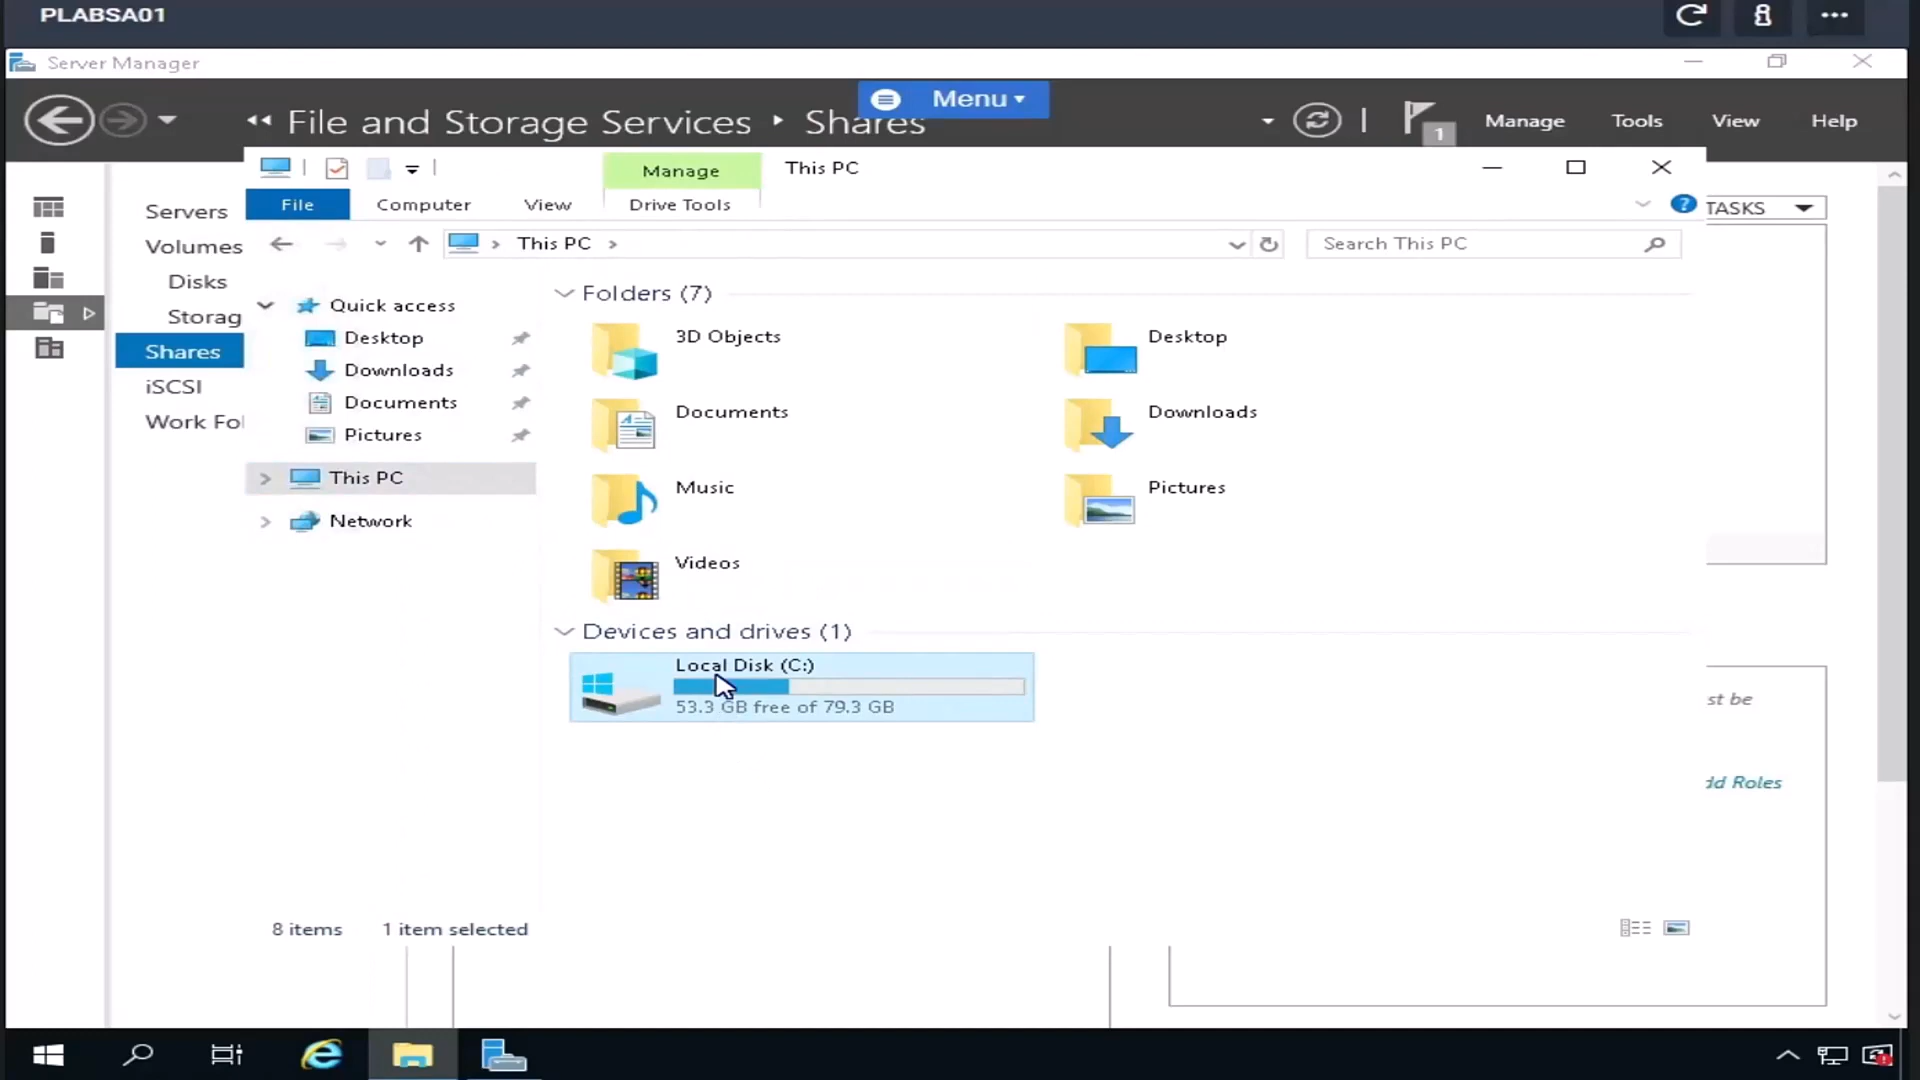 PLABSA01
Server Manager
Menu
File and Storage Services
Shares
1
Manage
Tools
View
Help
Manage
This PC
File
Computer
View
Drive Tools
TASKS
This PC
Search This PC
Servers
Volumes
Disks
Storag
Shares
iSCSI
Work Fol
Quick access
Desktop
Downloads
Documents
Pictures
This PC
Network
Folders (7)
3D Objects
Desktop
Documents
Downloads
Music
Pictures
Videos
Devices and drives (1)
Local Disk (C:)
53.3 GB free of 79.3 GB
st be
dd Roles
8 items
1 item selected